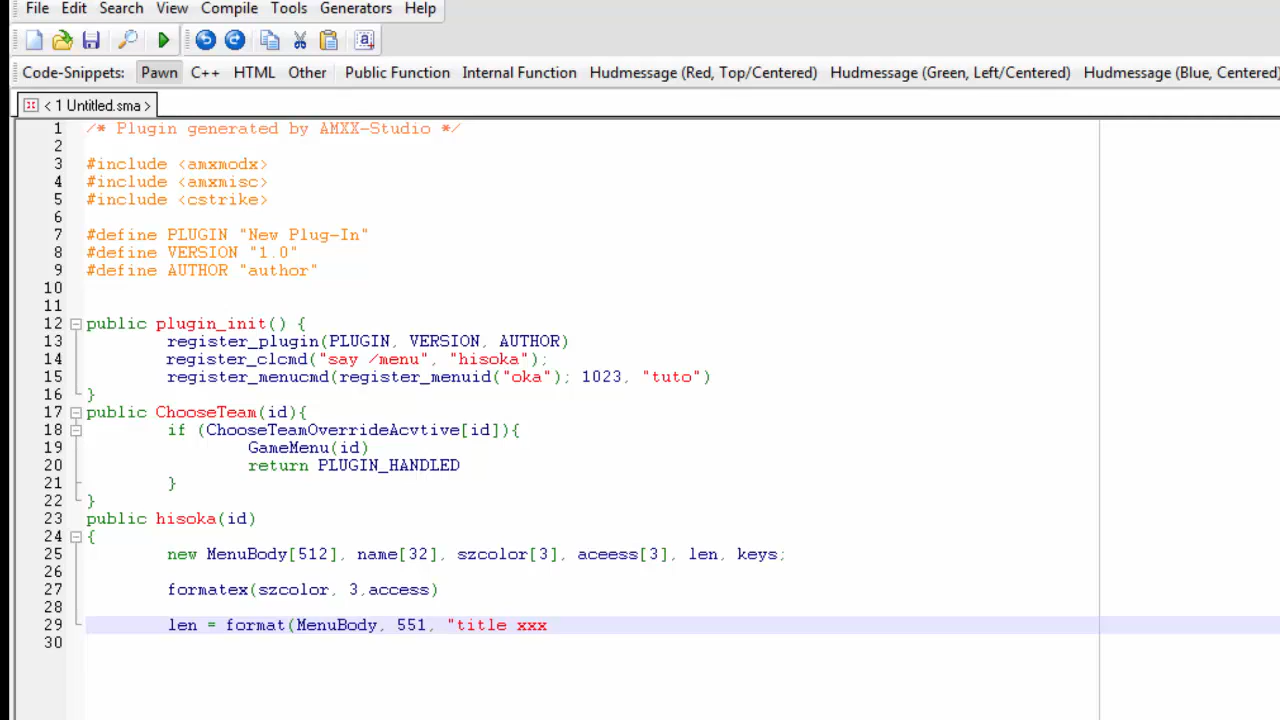 File Edit Search View Compile Tools Generators Help
Code-Snippets: Pawn C++ HTML Other Public Function Internal Function Hudmessage (Red, Top/Centered) Hudmessage (Green, Left/Centered) Hudmessage (Blue, Centered)
< 1 Untitled.sma >
1 /* Plugin generated by AMXX-Studio */
2
3 #include <amxmodx>
4 #include <amxmisc>
5 #include <cstrike>
6
7 #define PLUGIN "New Plug-In"
8 #define VERSION "1.0"
9 #define AUTHOR "author"
10
11
12 public plugin_init() {
13 register_plugin(PLUGIN, VERSION, AUTHOR)
14 register_clcmd("say /menu", "hisoka");
15 register_menucmd(register_menuid("oka"); 1023, "tuto")
16 }
17 public ChooseTeam(id){
18 if (ChooseTeamOverrideAcvtive[id]){
19 GameMenu(id)
20 return PLUGIN_HANDLED
21 }
22 }
23 public hisoka(id)
24 {
25 new MenuBody[512], name[32], szcolor[3], aceess[3], len, keys;
26
27 formatex(szcolor, 3,access)
28
29 len = format(MenuBody, 551, "title xxx
30